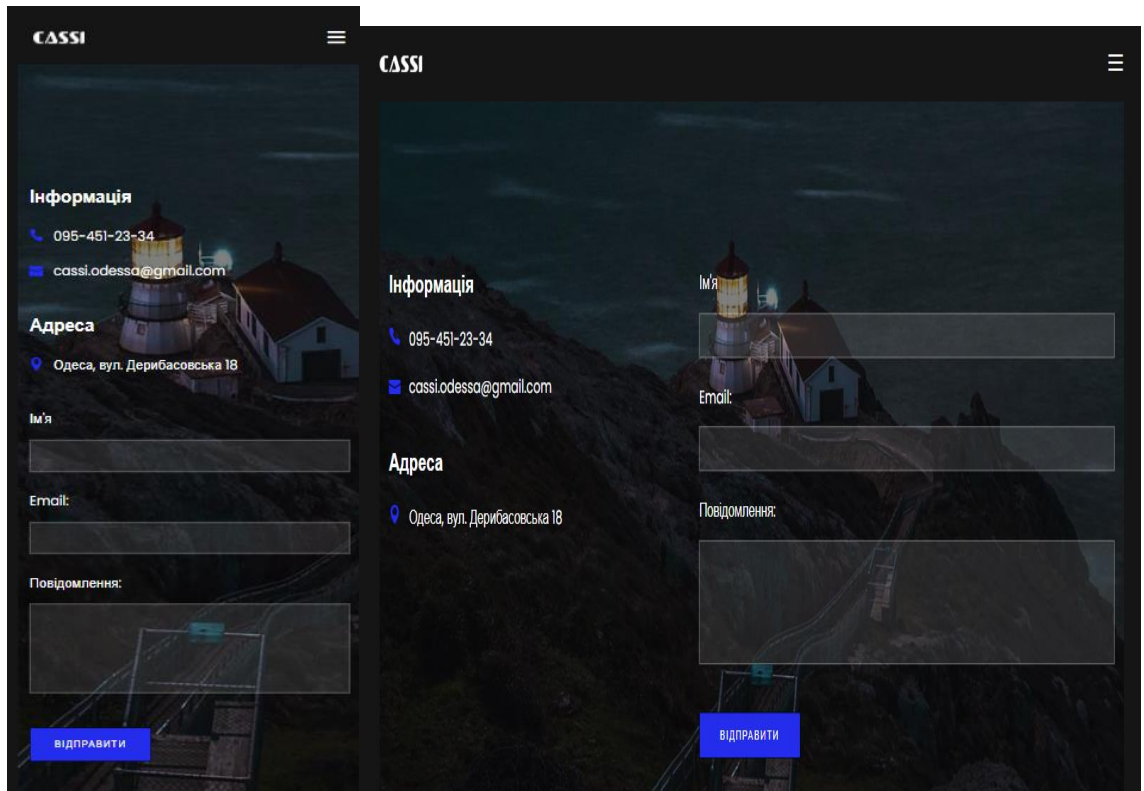 CASSI
Інформація
095-451-23-34
cassi.odessa@gmail.com
Адреса
Одеса, вул. Дерибасовська 18
Ім'я
Email:
Повідомлення:
ВІДПРАВИТИ
CASSI
Інформація
095-451-23-34
cassi.odessa@gmail.com
Адреса
Одеса, вул. Дерибасовська 18
Ім'я
Email:
Повідомлення:
ВІДПРАВИТИ